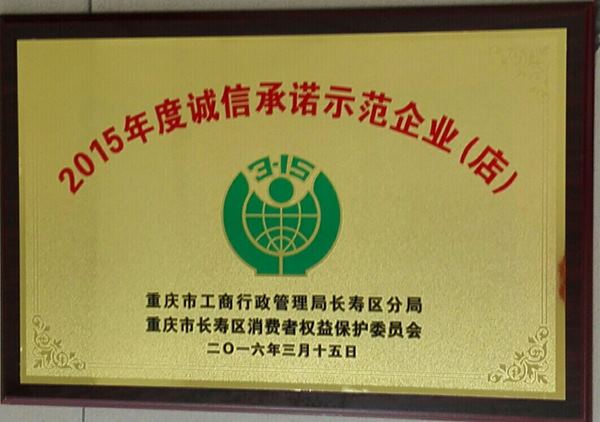 2015年度诚信承诺示范企业(店)
3·15
重庆市工商行政管理局长寿区分局
重庆市长寿区消费者权益保护委员会
二〇一六年三月十五日